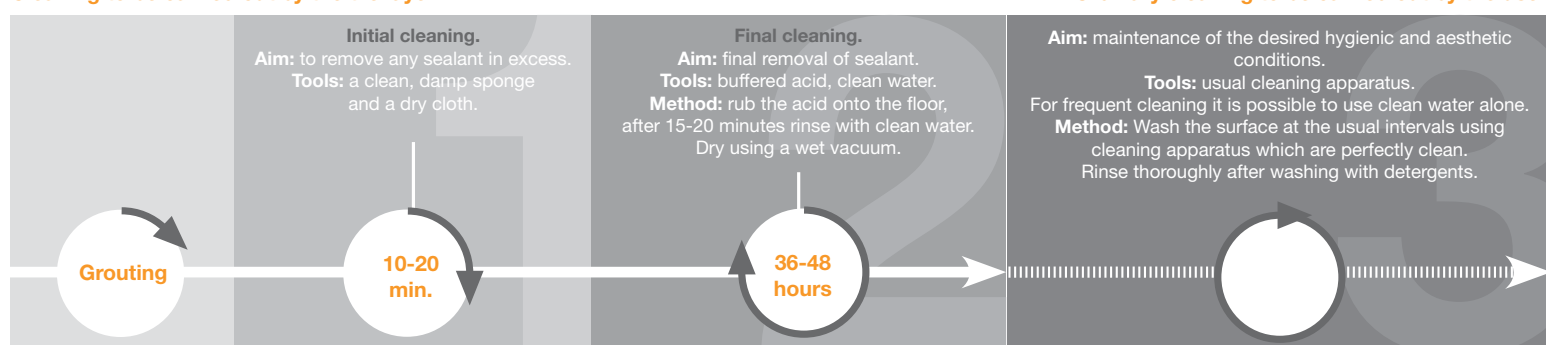 Grouting
Initial cleaning.
Aim: to remove any sealant in excess.
Tools: a clean, damp sponge
and a dry cloth.
10-20
min.
1
Final cleaning.
Aim: final removal of sealant.
Tools: buffered acid, clean water.
Method: rub the acid onto the floor,
after 15-20 minutes rinse with clean water.
Dry using a wet vacuum.
36-48
hours
2
Aim: maintenance of the desired hygienic and aesthetic
conditions.
Tools: usual cleaning apparatus.
For frequent cleaning it is possible to use clean water alone.
Method: Wash the surface at the usual intervals using
cleaning apparatus which are perfectly clean.
Rinse thoroughly after washing with detergents.
3